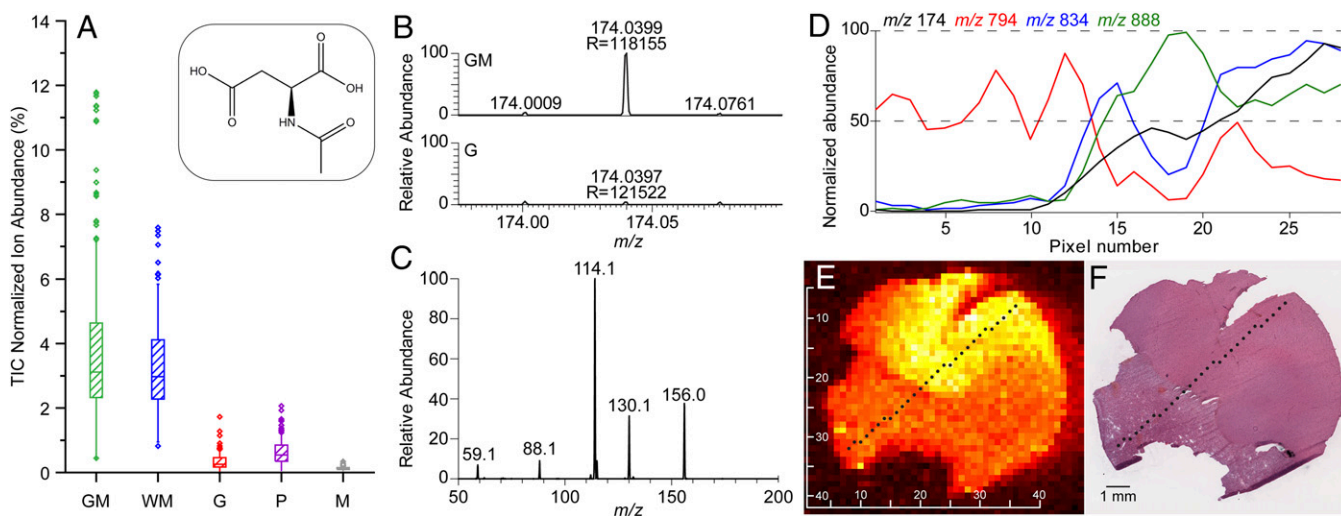 A
TIC Normalized Ion Abundance (%)
14
12
10
8
6
4
2
0
GM WM G P M
HO
O
O
OH
HN
O
B
Relative Abundance
GM
174.0399
R=118155
100
50
0
174.0009
174.0761
G
174.0397
R=121522
100
50
0
174.00 174.05
m/z
C
Relative Abundance
100
80
60
40
20
0
59.1
88.1
114.1
130.1
156.0
50 100 150 200
m/z
D
m/z 174 m/z 794 m/z 834 m/z 888
Normalized abundance
100
50
0
5 10 15 20 25
Pixel number
E
10
20
30
40
10 20 30 40
F
1 mm